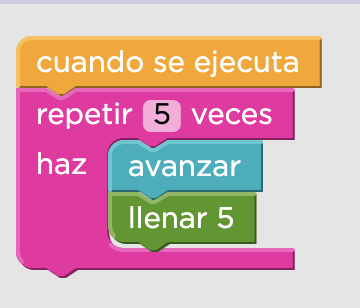 cuando se ejecuta
repetir 5 veces
haz avanzar
llenar 5